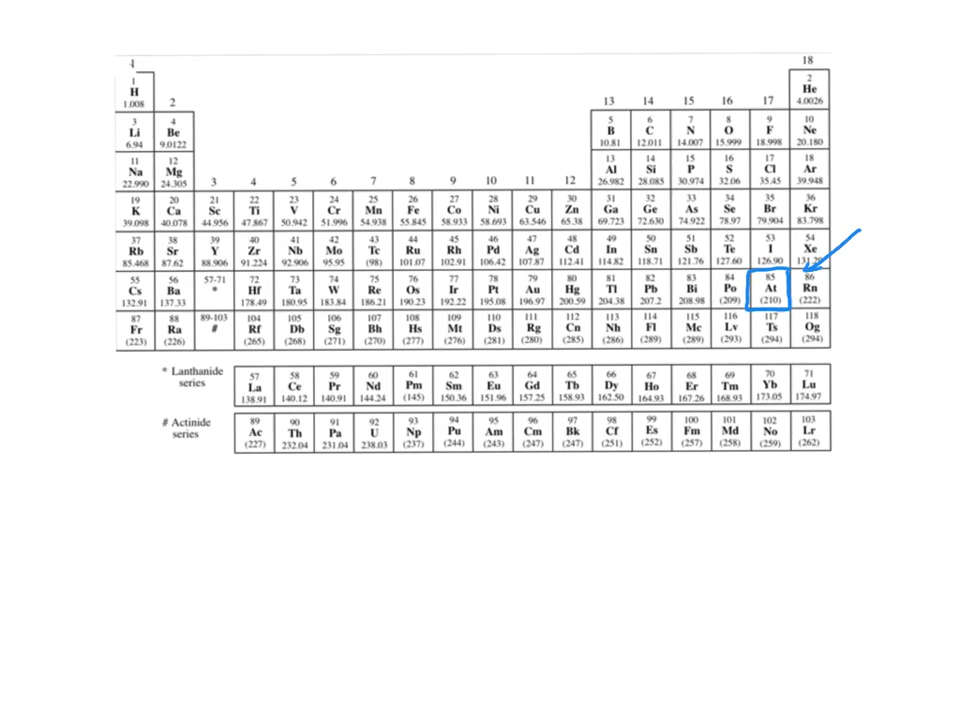 1 18
1 2
H 2 13 14 15 16 17 He
1.008 4.0026
3 4 5 6 7 8 9 10
Li Be B C N O F Ne
6.94 9.0122 10.81 12.011 14.007 15.999 18.998 20.180
11 12 13 14 15 16 17 18
Na Mg 3 4 5 6 7 8 9 10 11 12 Al Si P S Cl Ar
22.990 24.305 26.982 28.085 30.974 32.06 35.45 39.948
19 20 21 22 23 24 25 26 27 28 29 30 31 32 33 34 35 36
K Ca Sc Ti V Cr Mn Fe Co Ni Cu Zn Ga Ge As Se Br Kr
39.098 40.078 44.956 47.867 50.942 51.996 54.938 55.845 58.933 58.693 63.546 65.38 69.723 72.630 74.922 78.97 79.904 83.798
37 38 39 40 41 42 43 44 45 46 47 48 49 50 51 52 53 54
Rb Sr Y Zr Nb Mo Tc Ru Rh Pd Ag Cd In Sn Sb Te I Xe
85.468 87.62 88.906 91.224 92.906 95.95 (98) 101.07 102.91 106.42 107.87 112.41 114.82 118.71 121.76 127.60 126.90
55 56 57-71 72 73 74 75 76 77 78 79 80 81 82 83 84 85 86
Cs Ba * Hf Ta W Re Os Ir Pt Au Hg Tl Pb Bi Po At Rn
132.91 137.33 178.49 180.95 183.84 186.21 190.23 192.22 195.08 196.97 200.59 204.38 207.2 208.98 (209) (210) (222)
87 88 89-103 104 105 106 107 108 109 110 111 112 113 114 115 116 117 118
Fr Ra # Rf Db Sg Bh Hs Mt Ds Rg Cn Nh Fl Mc Lv Ts Og
(223) (226) (265) (268) (271) (270) (277) (276) (281) (280) (285) (286) (289) (289) (293) (294) (294)
* Lanthanide series
57 58 59 60 61 62 63 64 65 66 67 68 69 70 71
La Ce Pr Nd Pm Sm Eu Gd Tb Dy Ho Er Tm Yb Lu
138.91 140.12 140.91 144.24 (145) 150.36 151.96 157.25 158.93 162.50 164.93 167.26 168.93 173.05 174.97
# Actinide series
89 90 91 92 93 94 95 96 97 98 99 100 101 102 103
Ac Th Pa U Np Pu Am Cm Bk Cf Es Fm Md No Lr
(227) 232.04 231.04 238.03 (237) (244) (243) (247) (247) (251) (252) (257) (258) (259) (262)